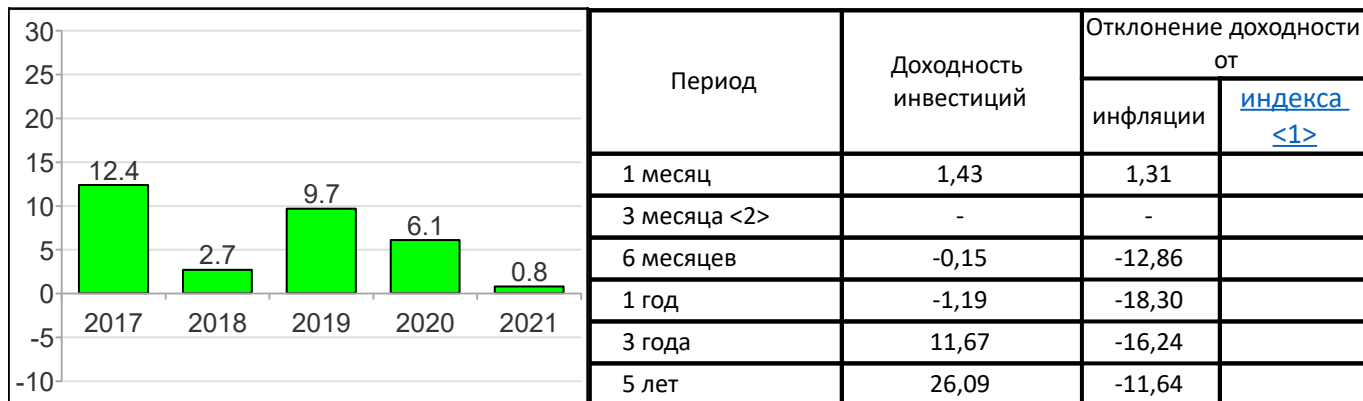 30
25
20
15
10
5
0
-5
-10
12.4
2.7
9.7
6.1
0.8
2017 2018 2019 2020 2021
Период
Доходность
инвестиций
Отклонение доходности
от
инфляции
индекса
<1>
1 месяц 1,43 1,31
3 месяца <2> - -
6 месяцев -0,15 -12,86
1 год -1,19 -18,30
3 года 11,67 -16,24
5 лет 26,09 -11,64